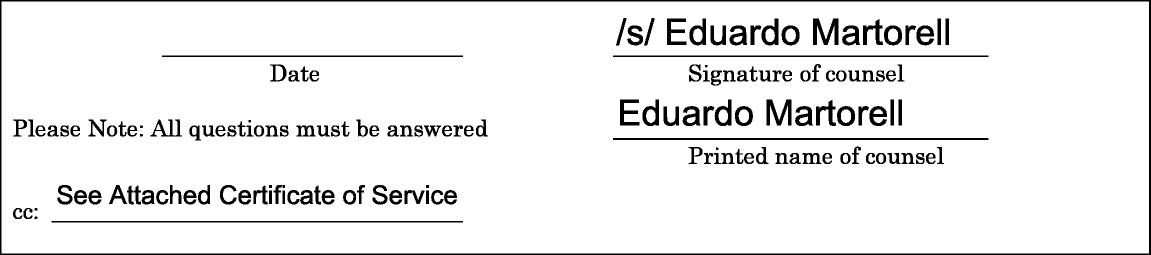 /s/ Eduardo Martorell
Date
Signature of counsel
Eduardo Martorell
Please Note: All questions must be answered
Printed name of counsel
See Attached Certificate of Service
cc: